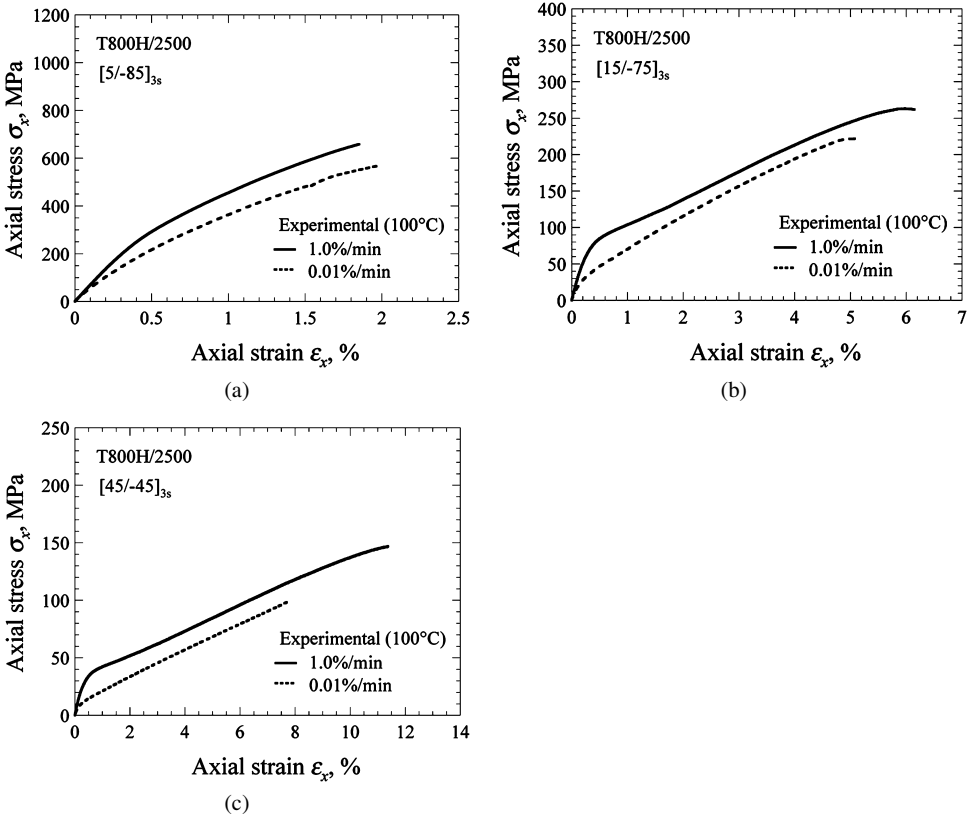 1200
1000
800
600
400
200
0
Axial stress σx, MPa
T800H/2500
[5/-85]3s
Experimental (100°C)
1.0%/min
0.01%/min
0 0.5 1 1.5 2 2.5
Axial strain εx, %
(a)
400
350
300
250
200
150
100
50
0
Axial stress σx, MPa
T800H/2500
[15/-75]3s
Experimental (100°C)
1.0%/min
0.01%/min
0 1 2 3 4 5 6 7
Axial strain εx, %
(b)
250
200
150
100
50
0
Axial stress σx, MPa
T800H/2500
[45/-45]3s
Experimental (100°C)
1.0%/min
0.01%/min
0 2 4 6 8 10 12 14
Axial strain εx, %
(c)